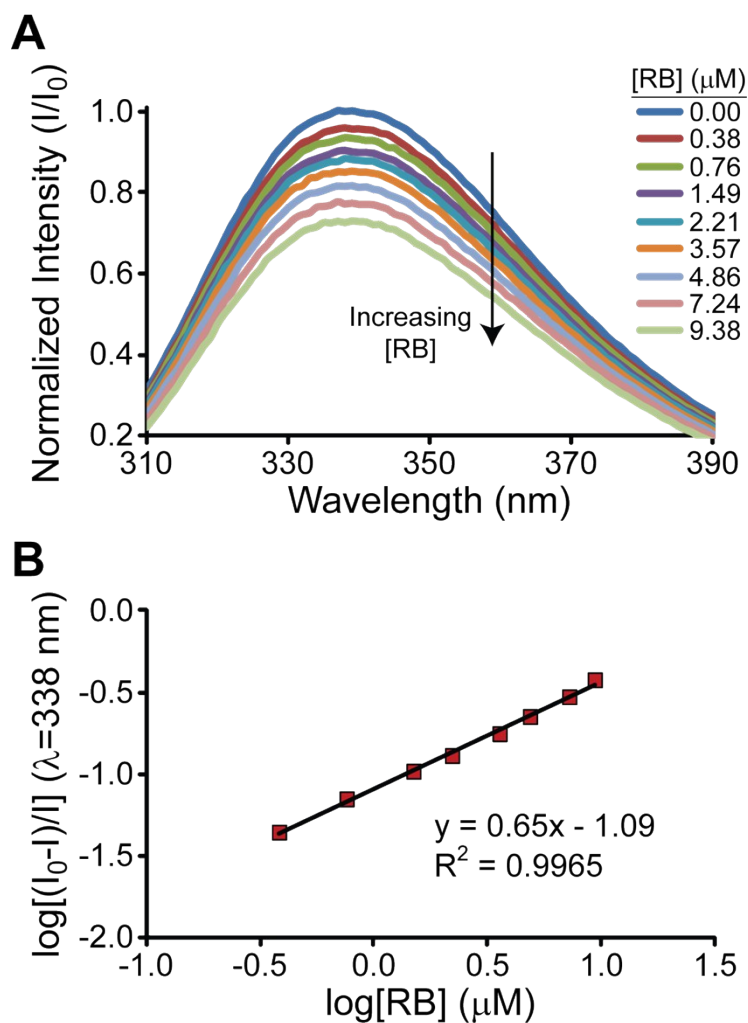 A
Normalized Intensity (I/I₀)
1.0
0.8
0.6
0.4
0.2
310
330
350
370
390
Wavelength (nm)
Increasing
[RB]
[RB] (μM)
0.00
0.38
0.76
1.49
2.21
3.57
4.86
7.24
9.38
B
log[(I₀-I)/I] (λ=338 nm)
0.0
-0.5
-1.0
-1.5
-2.0
-1.0
-0.5
0.0
0.5
1.0
1.5
log[RB] (μM)
y = 0.65x - 1.09
R² = 0.9965